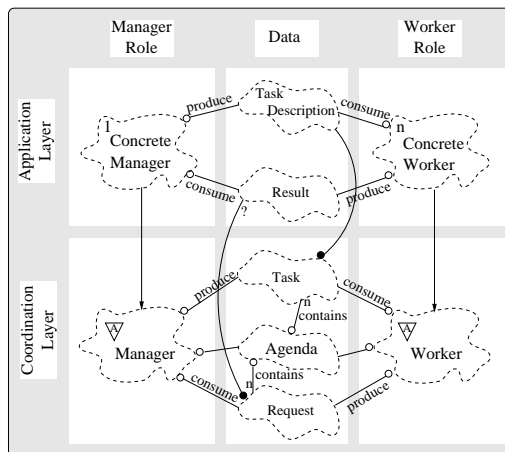 Manager
Role
Data
Worker
Role
Application
Layer
produce
Task
Description
consume
1
Concrete
Manager
n
Concrete
Worker
consume
Result
produce
?
Coordination
Layer
produce
Task
consume
n
contains
A
Manager
Agenda
A
Worker
contains
n
consume
Request
produce